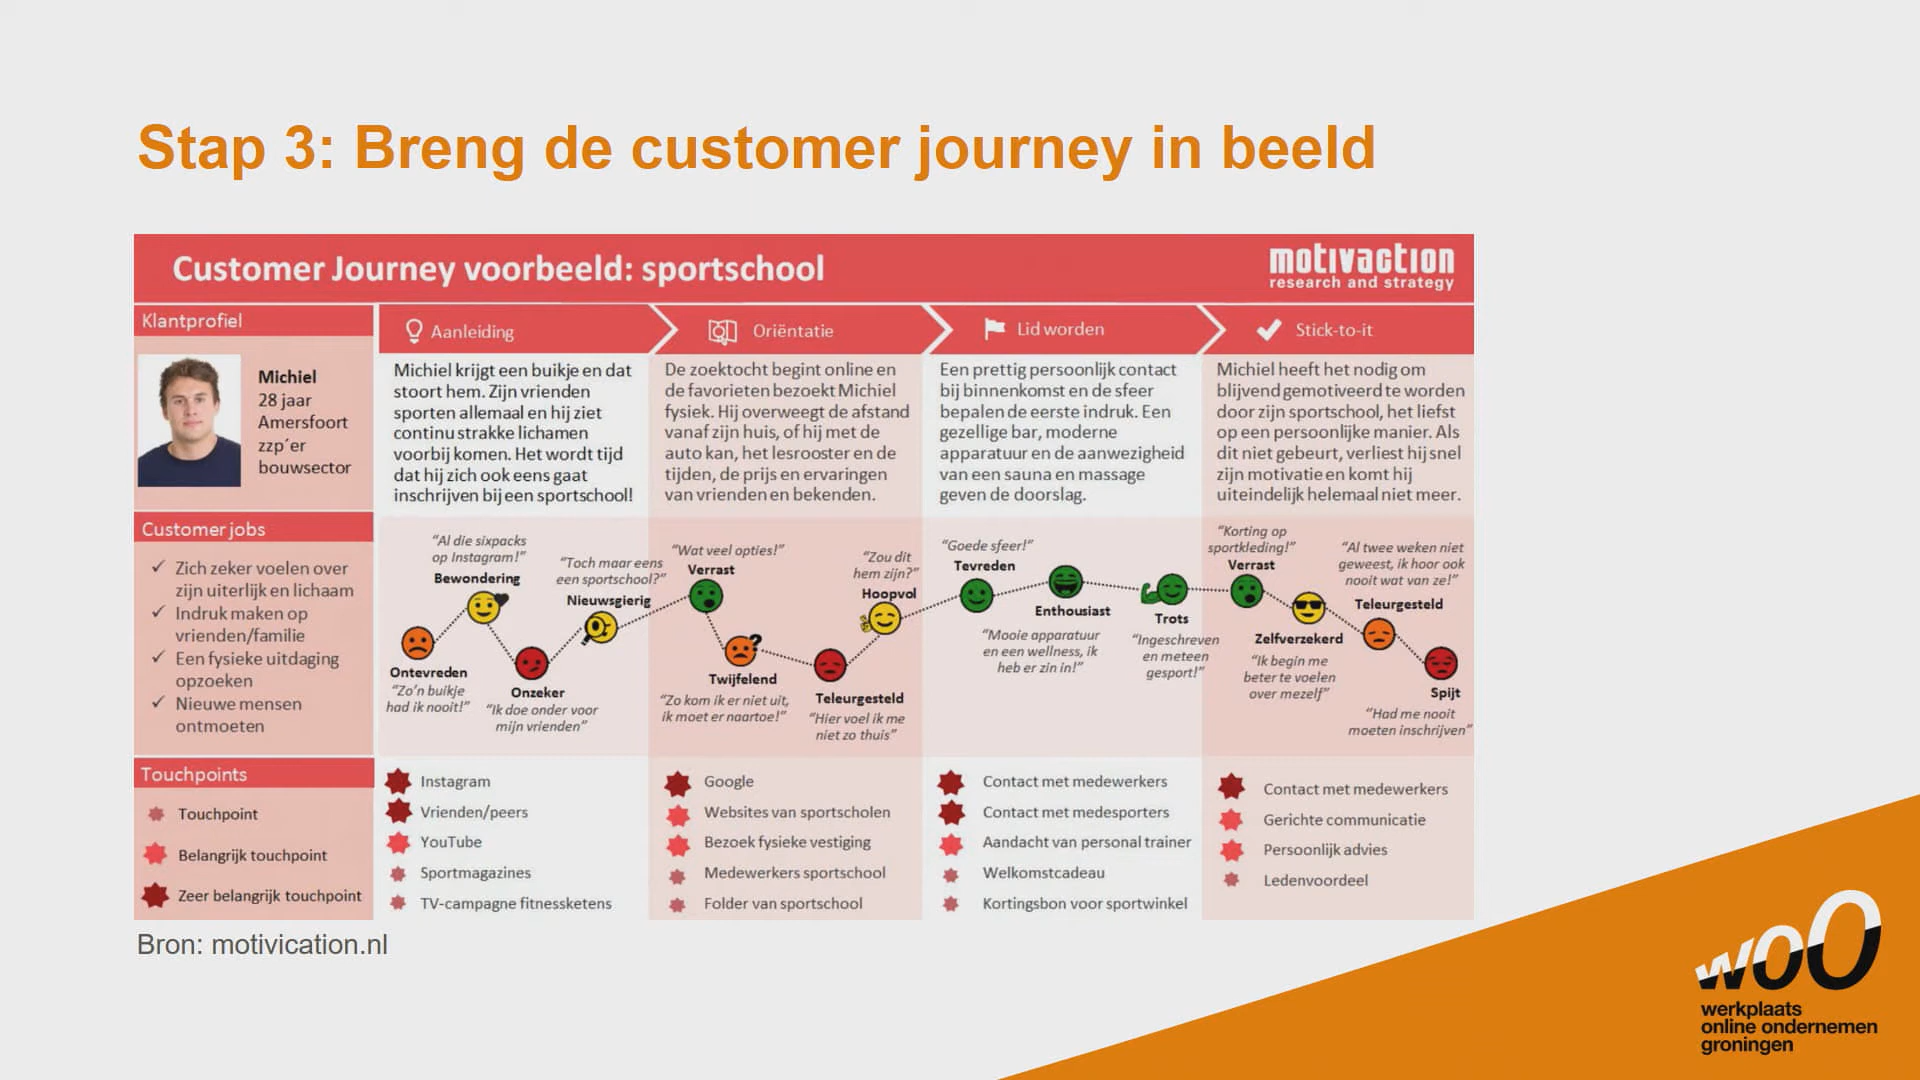 Stap 3: Breng de customer journey in beeld
Customer Journey voorbeeld: sportschool
motivaction
research and strategy
Klantprofiel
Michiel
28 jaar
Amersfoort
zzp´er
bouwsector
Customer jobs
✓ Zich zeker voelen over
zijn uiterlijk en lichaam
✓ Indruk maken op
vrienden/familie
✓ Een fysieke uitdaging
opzoeken
✓ Nieuwe mensen
ontmoeten
Touchpoints
Touchpoint
Belangrijk touchpoint
Zeer belangrijk touchpoint
Aanleiding
Michiel krijgt een buikje en dat
stoort hem. Zijn vrienden
sporten allemaal en hij ziet
continu strakke lichamen
voorbij komen. Het wordt tijd
dat hij zich ook eens gaat
inschrijven bij een sportschool!
“Al die sixpacks
op Instagram!”
Bewondering
“Toch maar eens
een sportschool?”
Nieuwsgierig
Ontevreden
“Zo’n buikje
had ik nooit!”
Onzeker
“Ik doe onder voor
mijn vrienden”
Instagram
Vrienden/peers
YouTube
Sportmagazines
TV-campagne fitnessketens
Oriëntatie
De zoektocht begint online en
de favorieten bezoekt Michiel
fysiek. Hij overweegt de afstand
vanaf zijn huis, of hij met de
auto kan, het lesrooster en de
tijden, de prijs en ervaringen
van vrienden en bekenden.
“Wat veel opties!”
Verrast
“Zou dit
hem zijn?”
Hoopvol
Twijfelend
“Zo kom ik er niet uit,
ik moet er naartoe!”
Teleurgesteld
“Hier voel ik me
niet zo thuis”
Google
Websites van sportscholen
Bezoek fysieke vestiging
Medewerkers sportschool
Folder van sportschool
Lid worden
Een prettig persoonlijk contact
bij binnenkomst en de sfeer
bepalen de eerste indruk. Een
gezellige bar, moderne
apparatuur en de aanwezigheid
van een sauna en massage
geven de doorslag.
“Goede sfeer!”
Tevreden
Enthousiast
“Mooie apparatuur
en een wellness, ik
heb er zin in!”
Trots
“Ingeschreven
en meteen
gesport!”
Contact met medewerkers
Contact met medesporters
Aandacht van personal trainer
Welkomstcadeau
Kortingsbon voor sportwinkel
Stick-to-it
Michiel heeft het nodig om
blijvend gemotiveerd te worden
door zijn sportschool, het liefst
op een persoonlijke manier. Als
dit niet gebeurt, verliest hij snel
zijn motivatie en komt hij
uiteindelijk helemaal niet meer.
“Korting op
sportkleding!”
Verrast
“Al twee weken niet
geweest, ik hoor ook
nooit wat van ze!”
Teleurgesteld
Zelfverzekerd
“Ik begin me
beter te voelen
over mezelf”
Spijt
“Had me nooit
moeten inschrijven”
Contact met medewerkers
Gerichte communicatie
Persoonlijk advies
Ledenvoordeel
Bron: motivication.nl
woO
werkplaats
online ondernemen
groningen